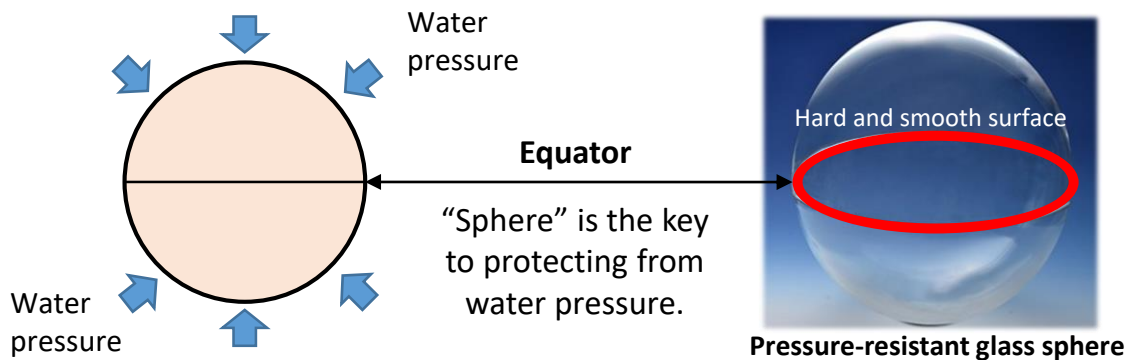 Water
pressure
Hard and smooth surface
Equator
“Sphere” is the key
to protecting from
water pressure.
Water
pressure
Pressure-resistant glass sphere